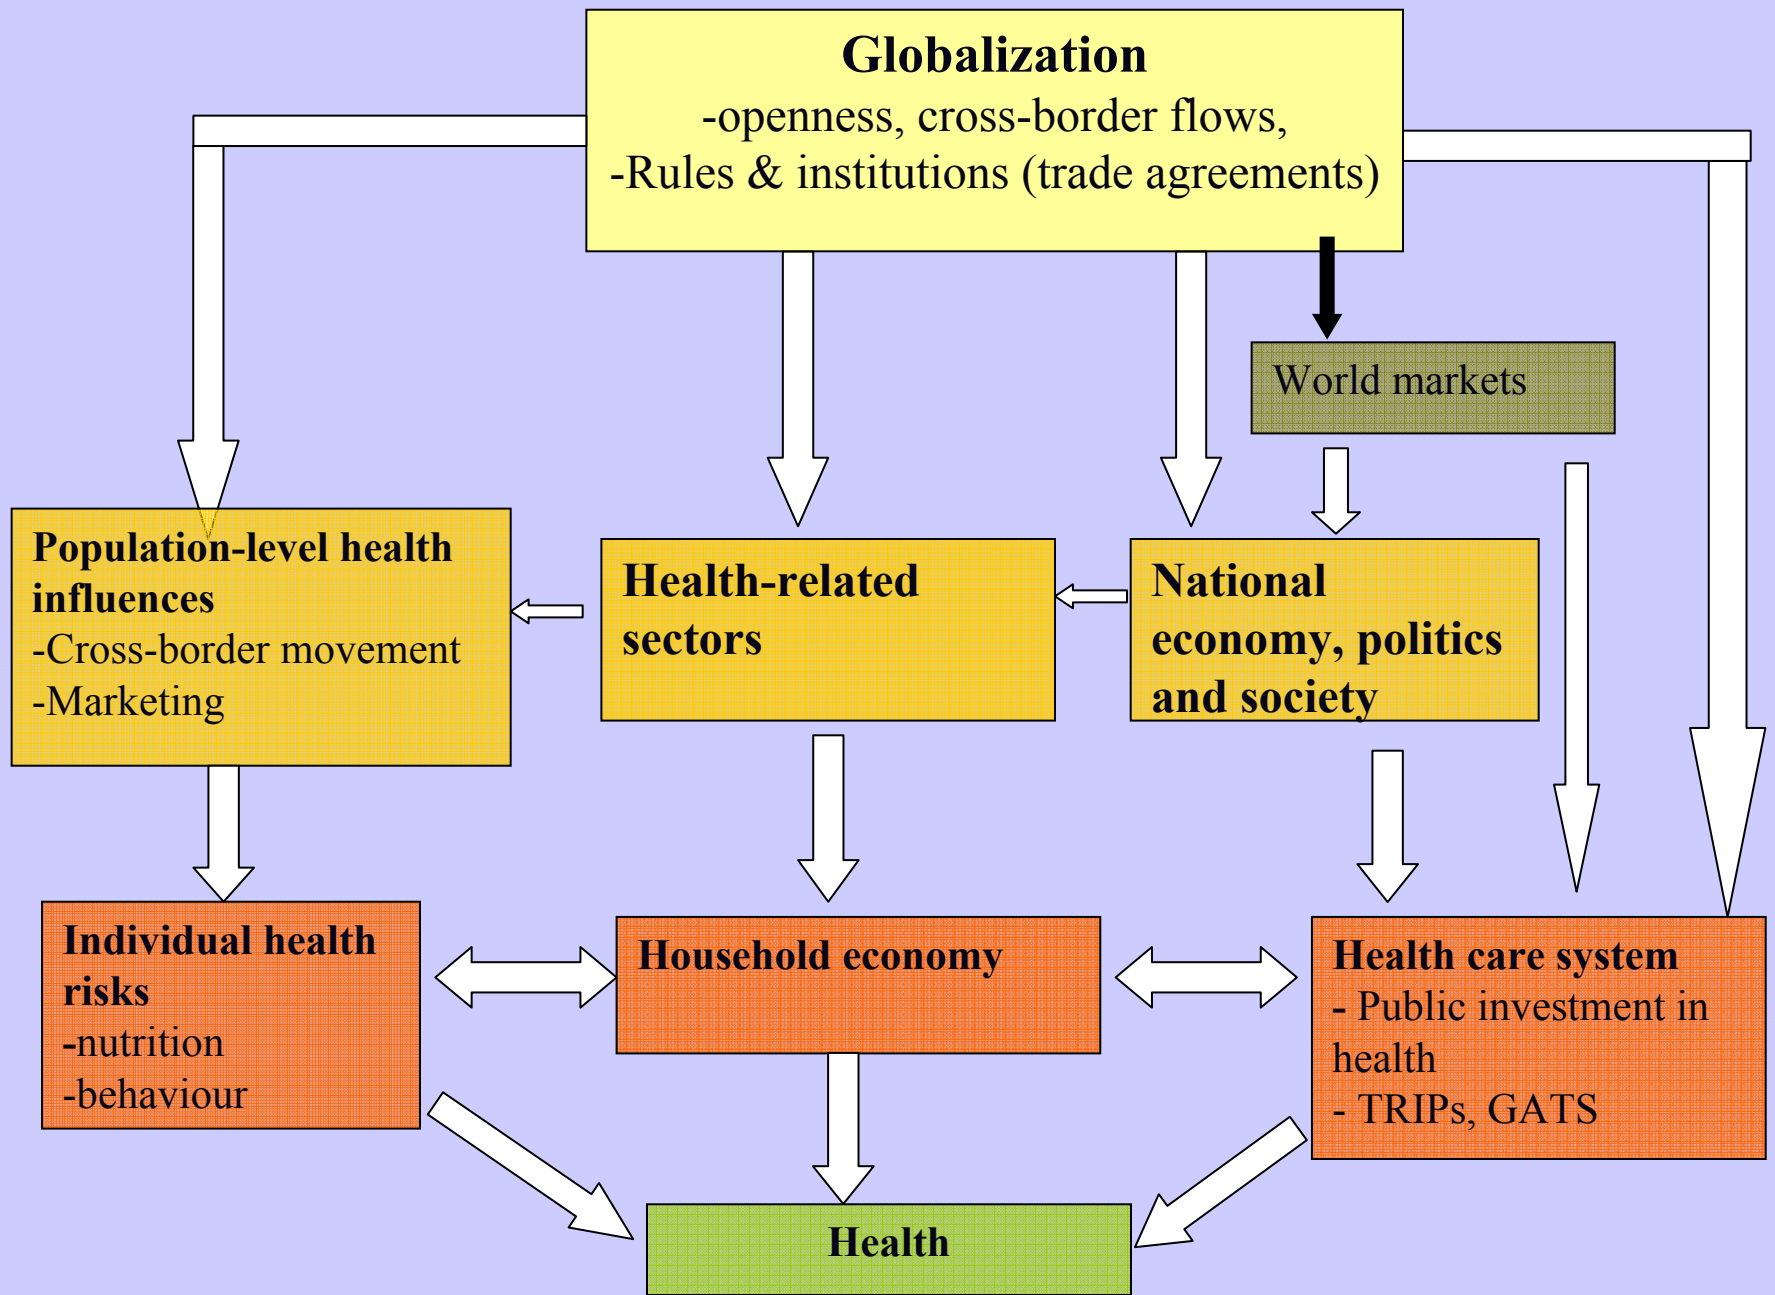 Globalization
-openness, cross-border flows,
-Rules & institutions (trade agreements)
World markets
Population-level health
influences
-Cross-border movement
-Marketing
Health-related
sectors
National
economy, politics
and society
Individual health
risks
-nutrition
-behaviour
Household economy
Health care system
- Public investment in
health
- TRIPs, GATS
Health